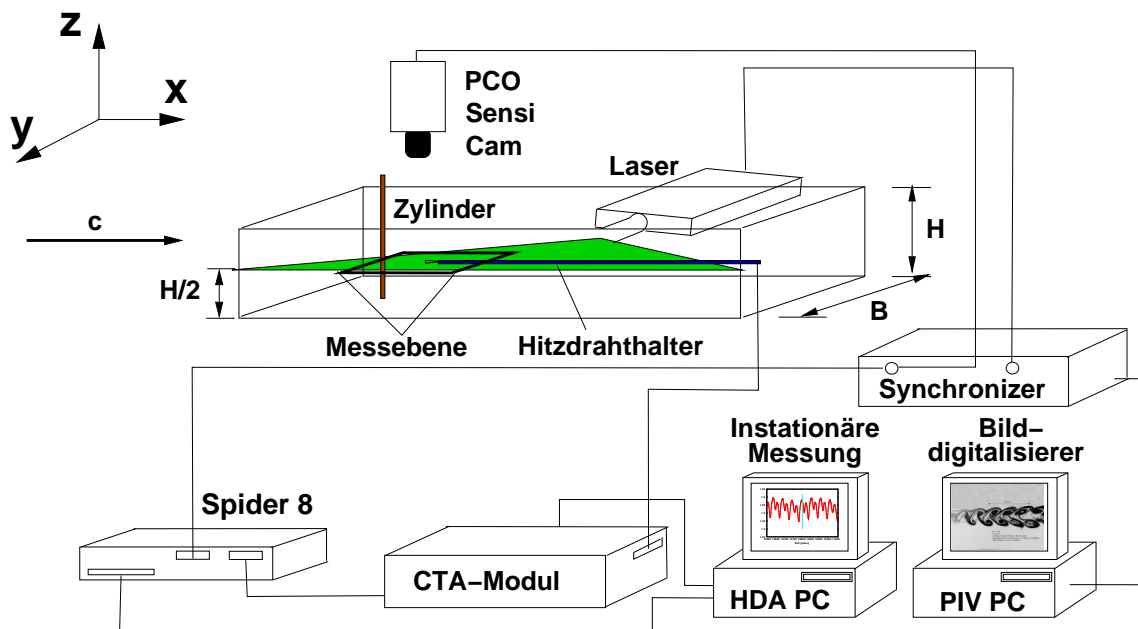 z
x
y
PCO
Sensi
Cam
Laser
Zylinder
c
H
H/2
B
Messebene
Hitzdrahthalter
Synchronizer
Instationäre
Messung
Bild–
digitalisierer
Spider 8
CTA–Modul
HDA PC
PIV PC